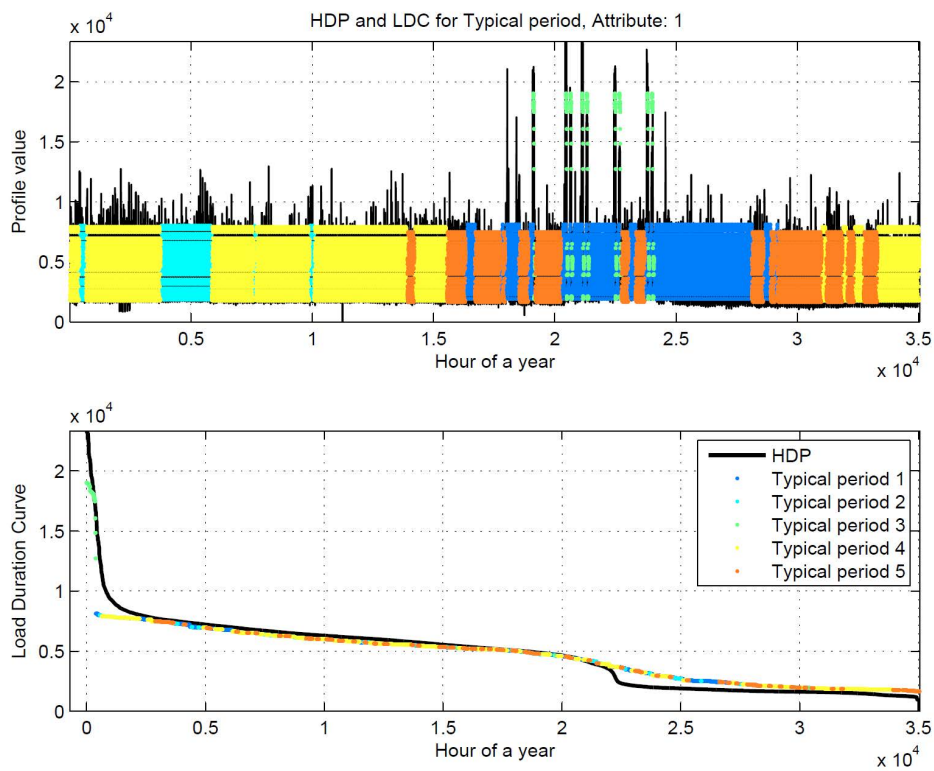 HDP and LDC for Typical period, Attribute: 1
x 10^4
Profile value
2
1.5
1
0.5
0
0.5 1 1.5 2 2.5 3 3.5
Hour of a year
x 10^4
x 10^4
Load Duration Curve
2
1.5
1
0.5
0
HDP
Typical period 1
Typical period 2
Typical period 3
Typical period 4
Typical period 5
0 0.5 1 1.5 2 2.5 3 3.5
Hour of a year
x 10^4